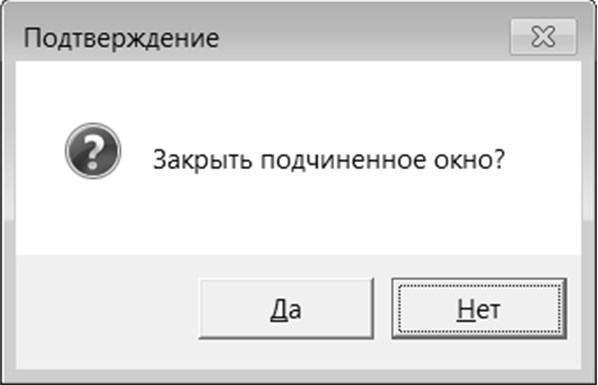 Подтверждение
Закрыть подчиненное окно?
Да
Нет